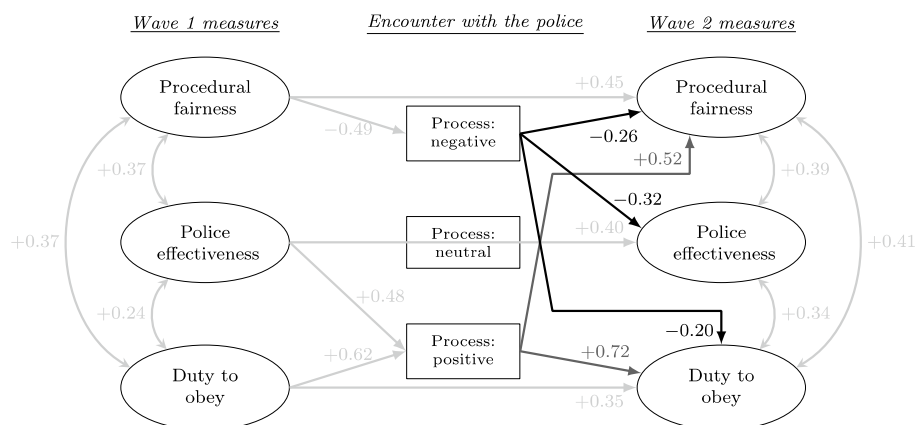 Wave 1 measures
Encounter with the police
Wave 2 measures
Procedural
fairness
+0.45
Procedural
fairness
−0.49
Process:
negative
−0.26
+0.52
+0.37
+0.39
−0.32
+0.37
Police
effectiveness
Process:
neutral
+0.40
Police
effectiveness
+0.41
+0.48
+0.24
+0.34
−0.20
Process:
positive
+0.62
+0.72
Duty to
obey
+0.35
Duty to
obey